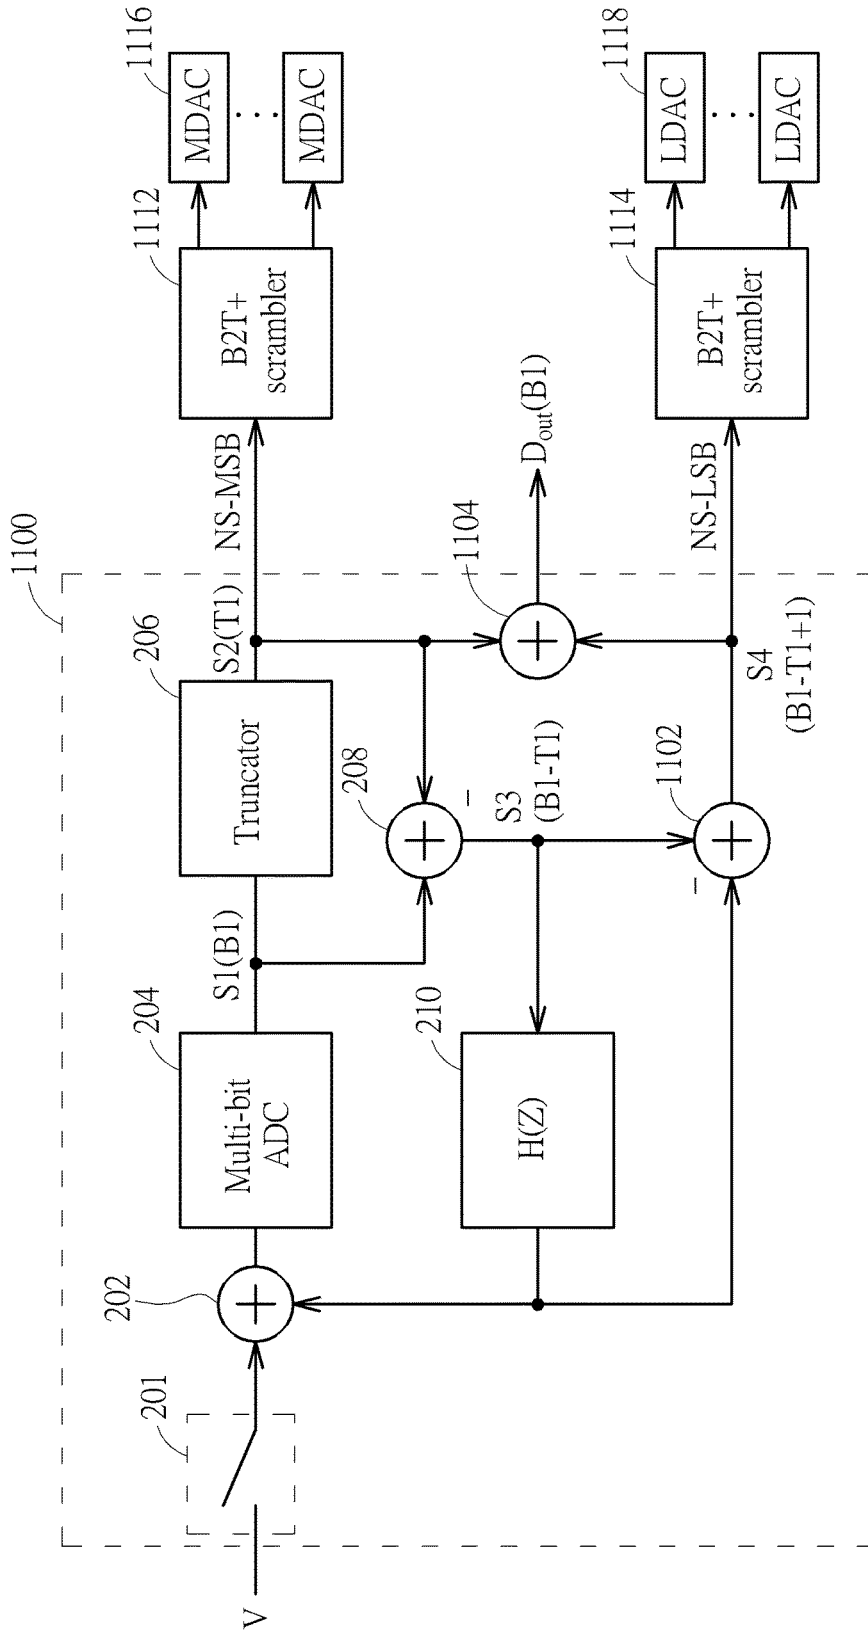 1100
V
201
202
204
Multi-bit
ADC
S1(B1)
206
Truncator
S2(T1)
NS-MSB
1112
B2T+
scrambler
1116
MDAC
...
MDAC
208
-
S3
(B1-T1)
210
H(Z)
1104
Dout(B1)
1102
-
S4
(B1-T1+1)
NS-LSB
1114
B2T+
scrambler
1118
LDAC
...
LDAC